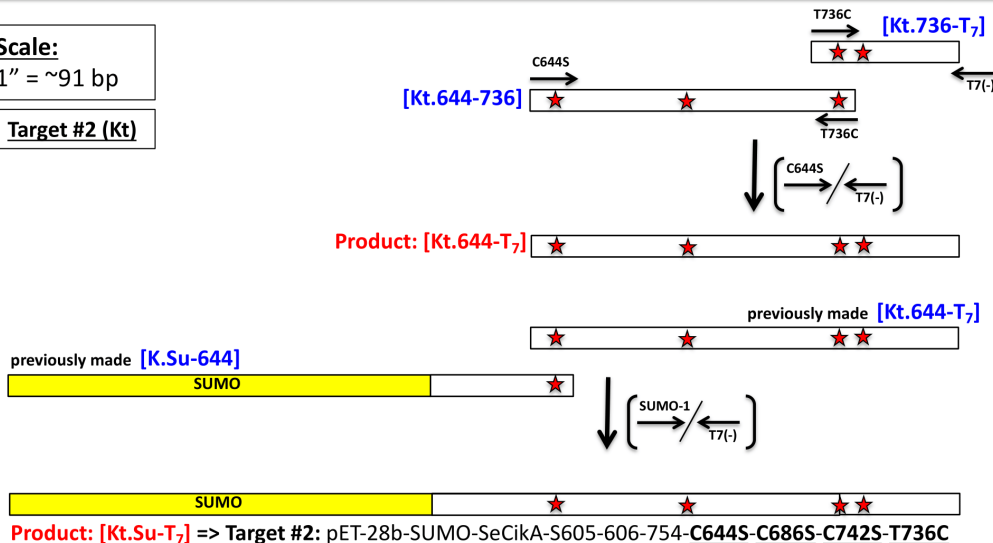 T736C
[Kt.736-T₇]
Scale:
1” = ~91 bp
C644S
T7(-)
[Kt.644-736]
Target #2 (Kt)
T736C
C644S
T7(-)
Product: [Kt.644-T₇]
previously made [Kt.644-T₇]
previously made [K.Su-644]
SUMO
SUMO-1
T7(-)
SUMO
Product: [Kt.Su-T₇] => Target #2: pET-28b-SUMO-SeCikA-S605-606-754-C644S-C686S-C742S-T736C